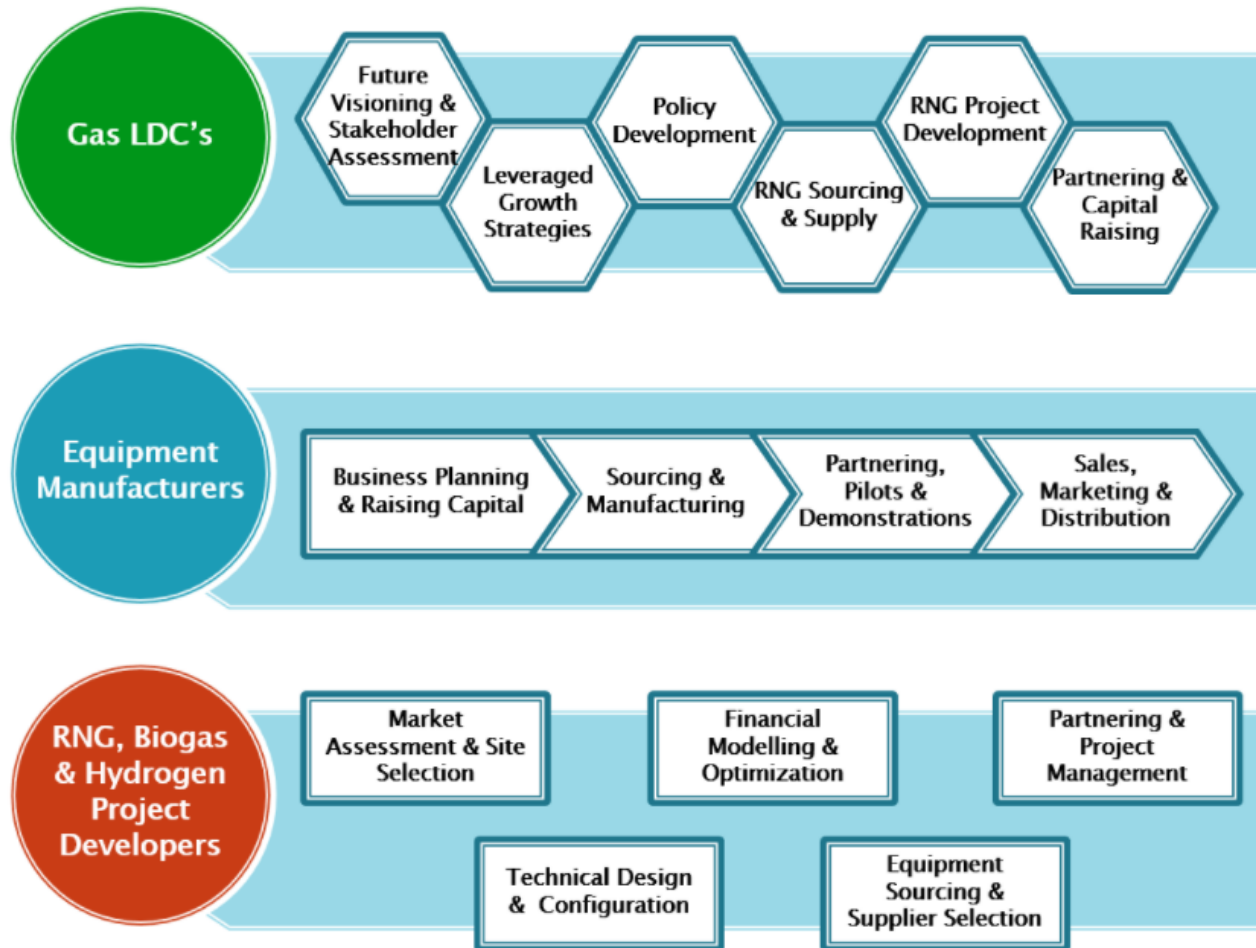 Gas LDC's
Future
Visioning &
Stakeholder
Assessment
Leveraged
Growth
Strategies
Policy
Development
RNG Sourcing
& Supply
RNG Project
Development
Partnering &
Capital
Raising
Equipment
Manufacturers
Business Planning
& Raising Capital
Sourcing &
Manufacturing
Partnering,
Pilots &
Demonstrations
Sales,
Marketing &
Distribution
RNG, Biogas
& Hydrogen
Project
Developers
Market
Assessment & Site
Selection
Technical Design
& Configuration
Financial
Modelling &
Optimization
Equipment
Sourcing &
Supplier Selection
Partnering &
Project
Management